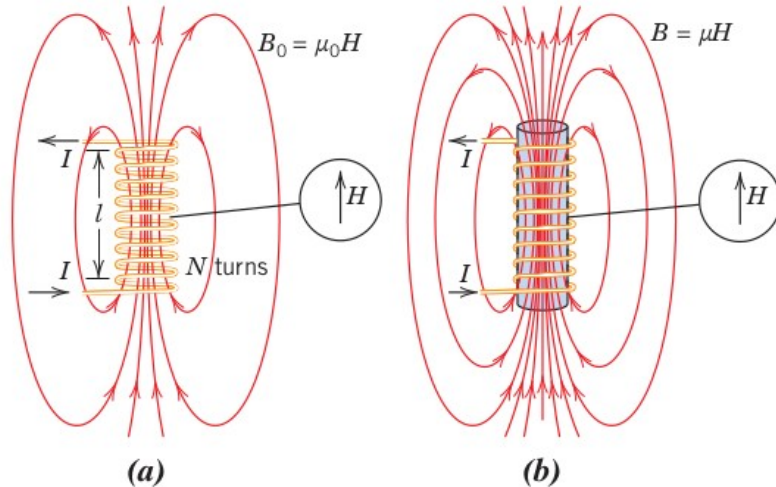 B₀ = μ₀H
I
l
H
I
N turns
(a)
B = μH
I
H
I
(b)